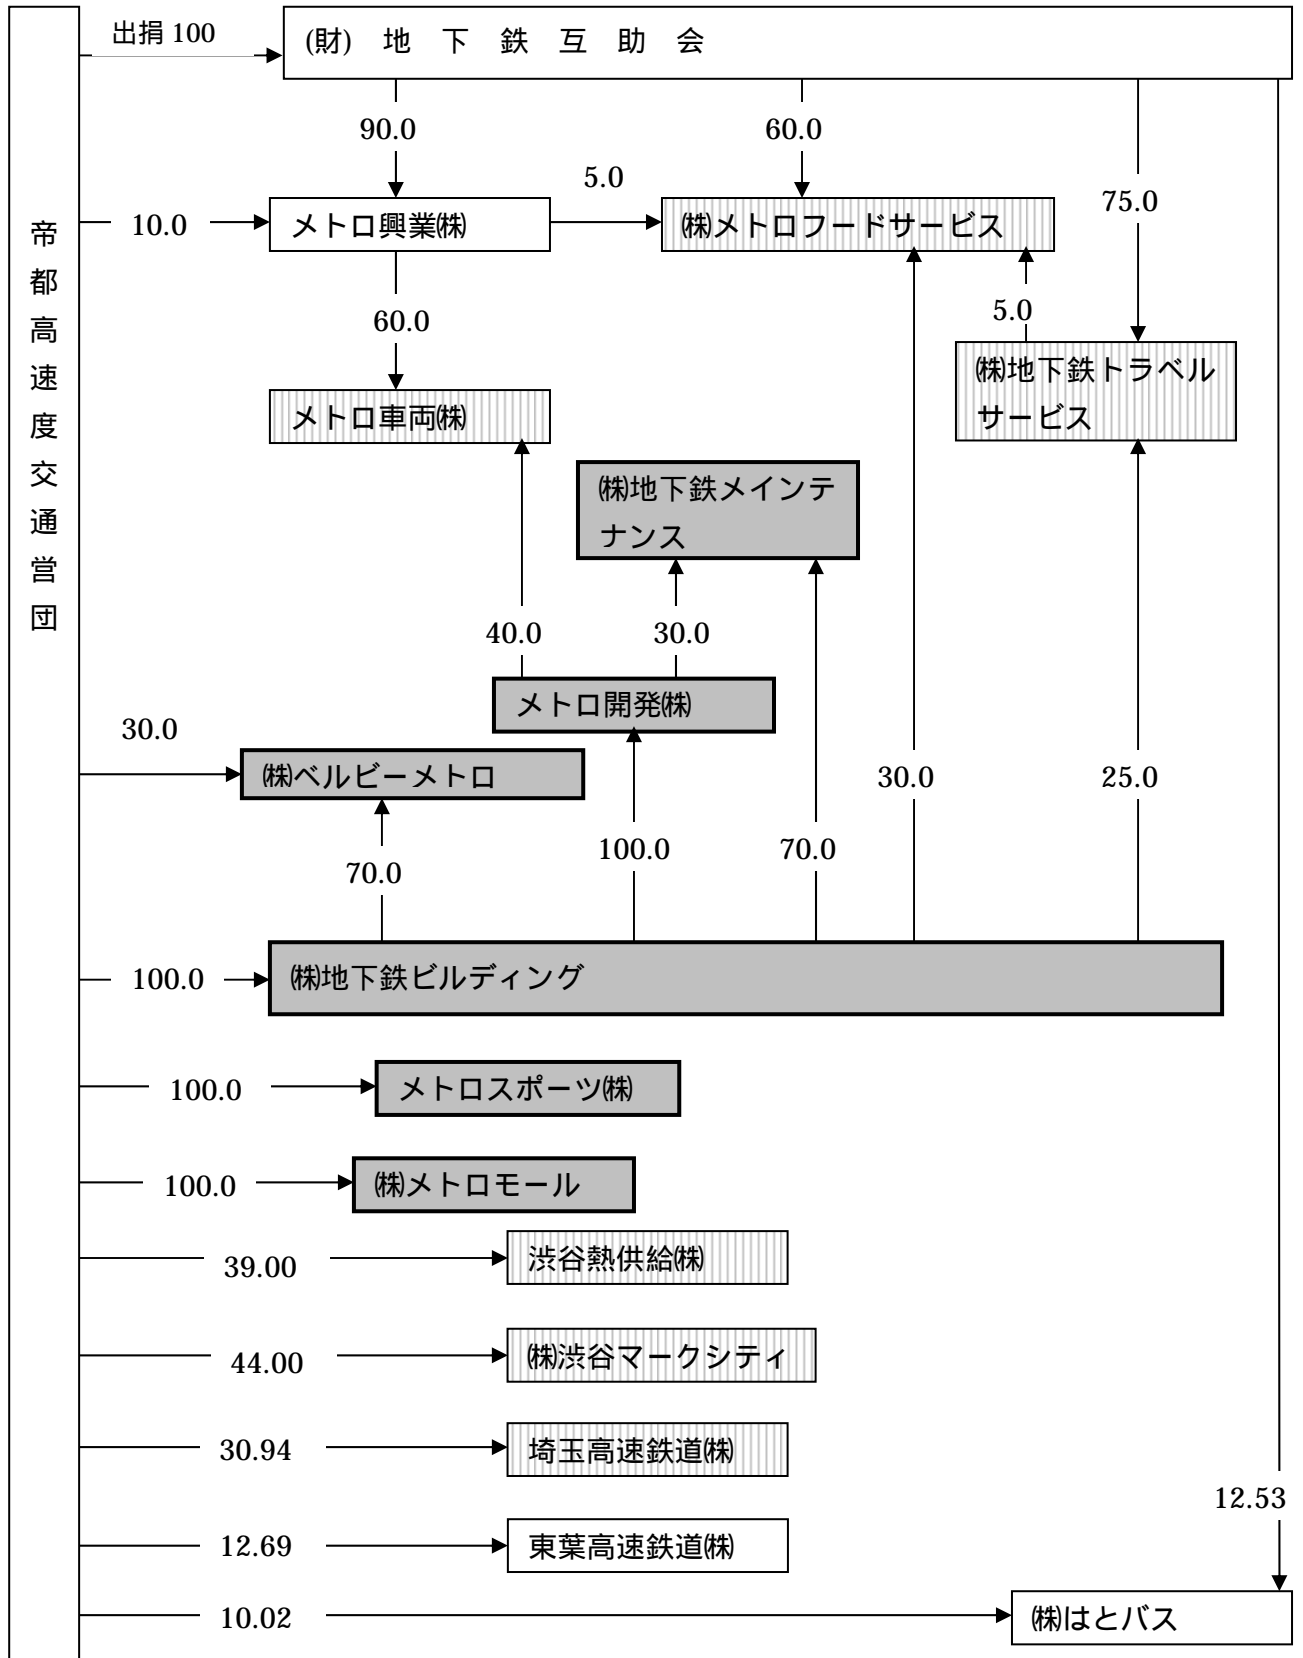 出捐 100
(財) 地 下 鉄 互 助 会
90.0
60.0
5.0
75.0
帝都高速度交通営団
10.0
メトロ興業㈱
㈱メトロフードサービス
60.0
5.0
㈱地下鉄トラベル
サービス
メトロ車両㈱
㈱地下鉄メインテ
ナンス
40.0
30.0
メトロ開発㈱
30.0
㈱ベルビーメトロ
30.0
25.0
70.0
100.0
70.0
100.0
㈱地下鉄ビルディング
100.0
メトロスポーツ㈱
100.0
㈱メトロモール
39.00
渋谷熱供給㈱
44.00
㈱渋谷マークシティ
30.94
埼玉高速鉄道㈱
12.53
12.69
東葉高速鉄道㈱
10.02
㈱はとバス